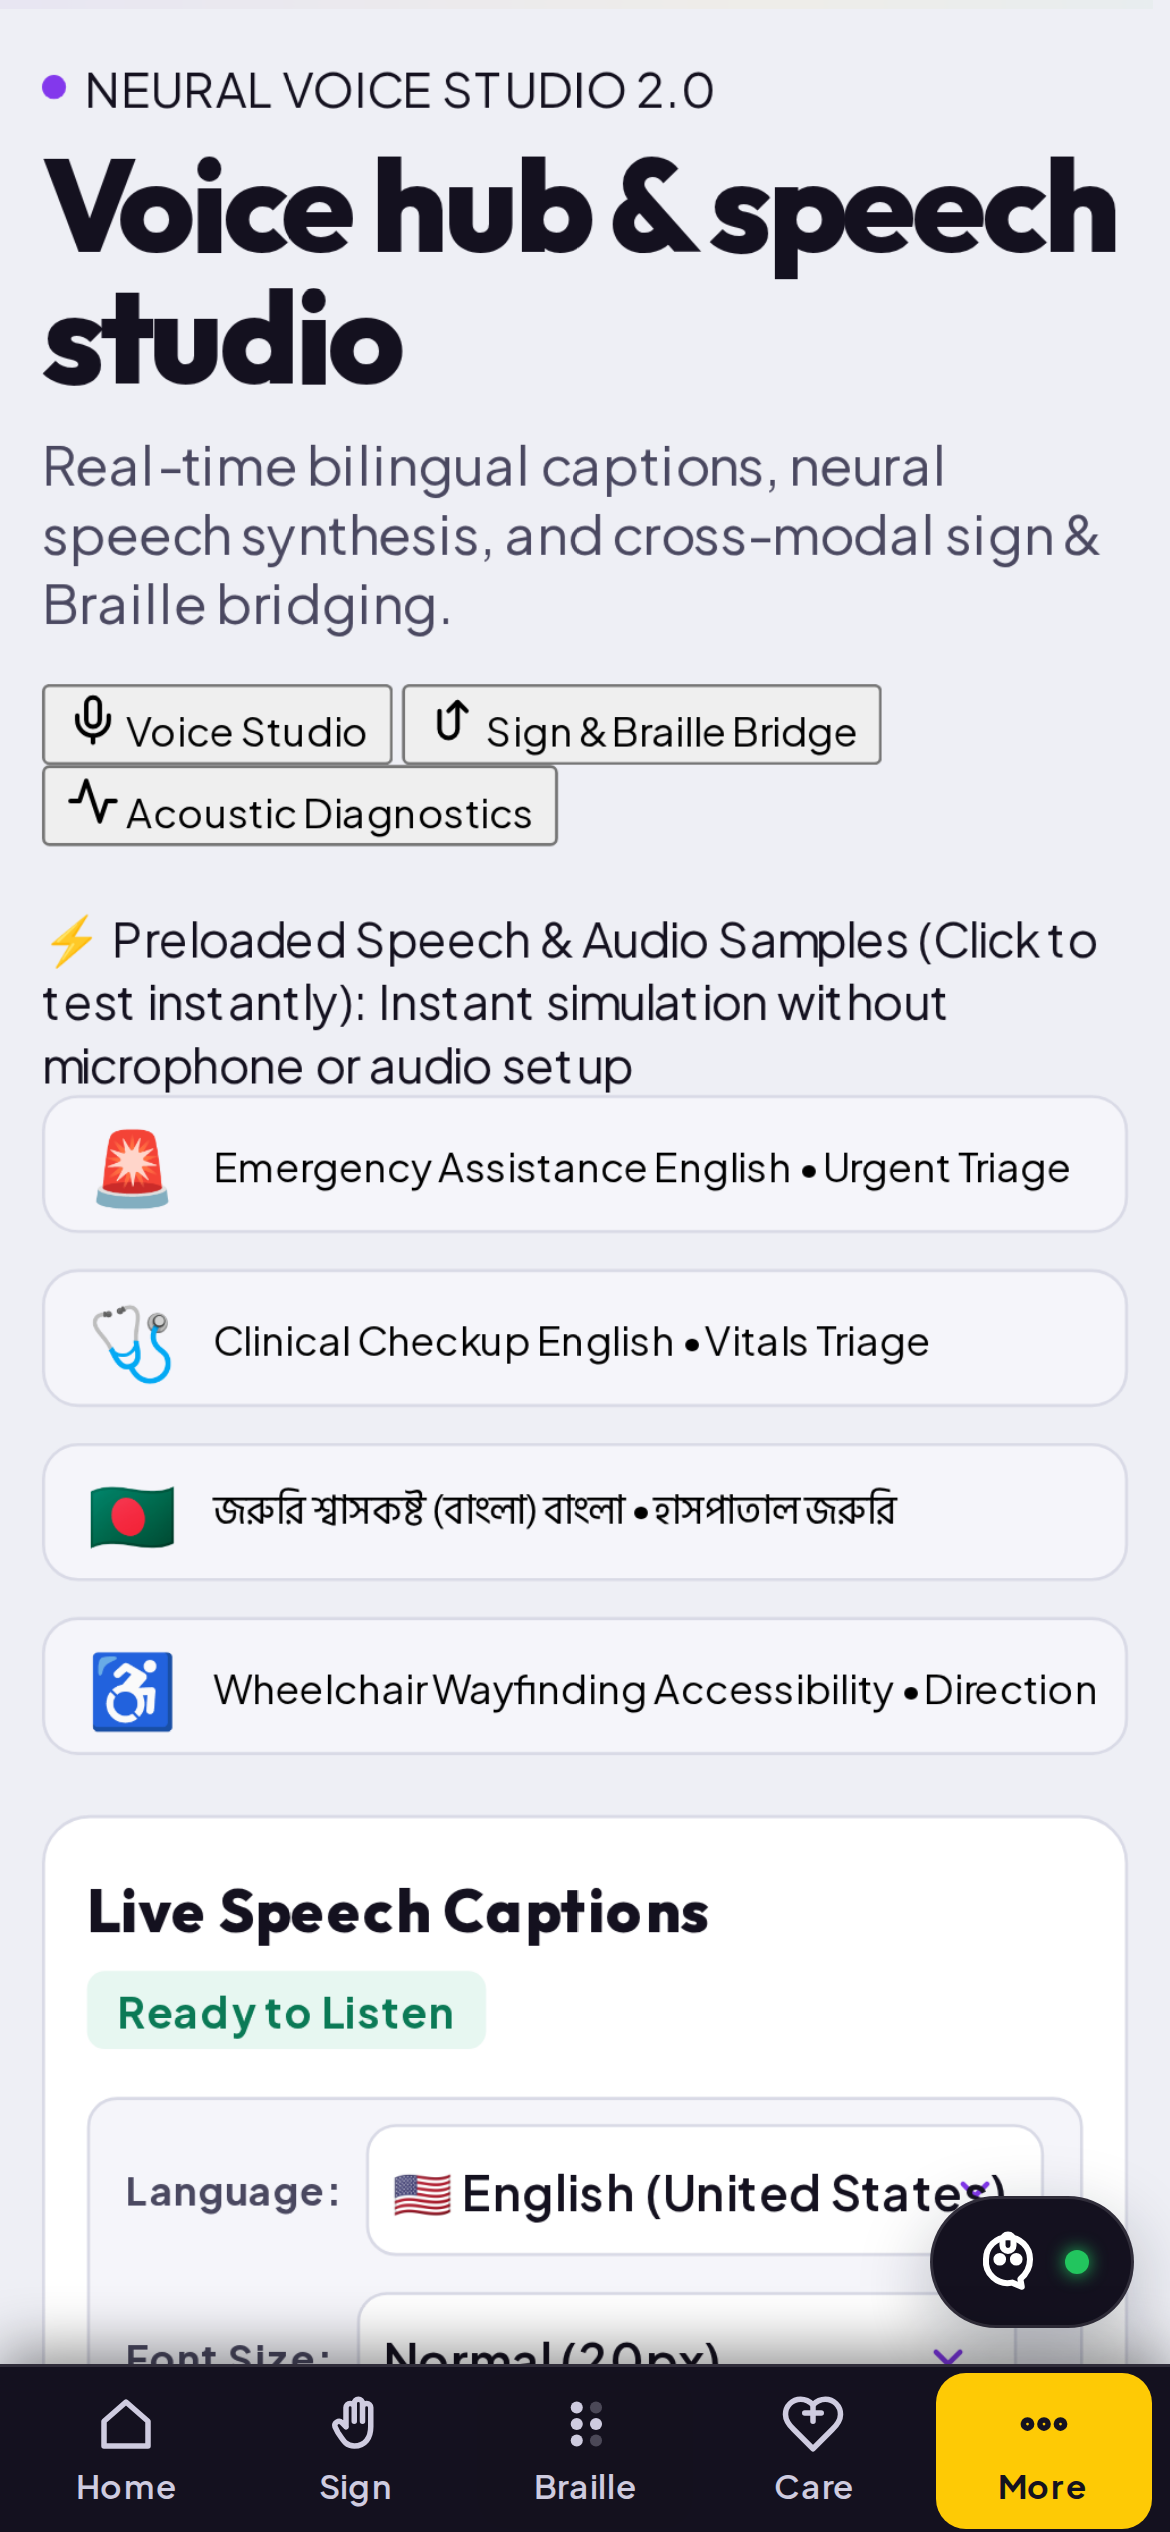 NEURAL VOICE STUDIO 2.0
Voice hub & speech
studio
Real-time bilingual captions, neural
speech synthesis, and cross-modal sign &
Braille bridging.
Voice Studio
Sign & Braille Bridge
Acoustic Diagnostics
⚡ Preloaded Speech & Audio Samples (Click to
test instantly): Instant simulation without
microphone or audio setup
Emergency Assistance English • Urgent Triage
Clinical Checkup English • Vitals Triage
জরুরি শ্বাসকষ্ট (বাংলা) বাংলা • হাসপাতাল জরুরি
Wheelchair Wayfinding Accessibility • Direction
Live Speech Captions
Ready to Listen
Language: English (United States)
Font Size: Normal (20px)
Home
Sign
Braille
Care
More